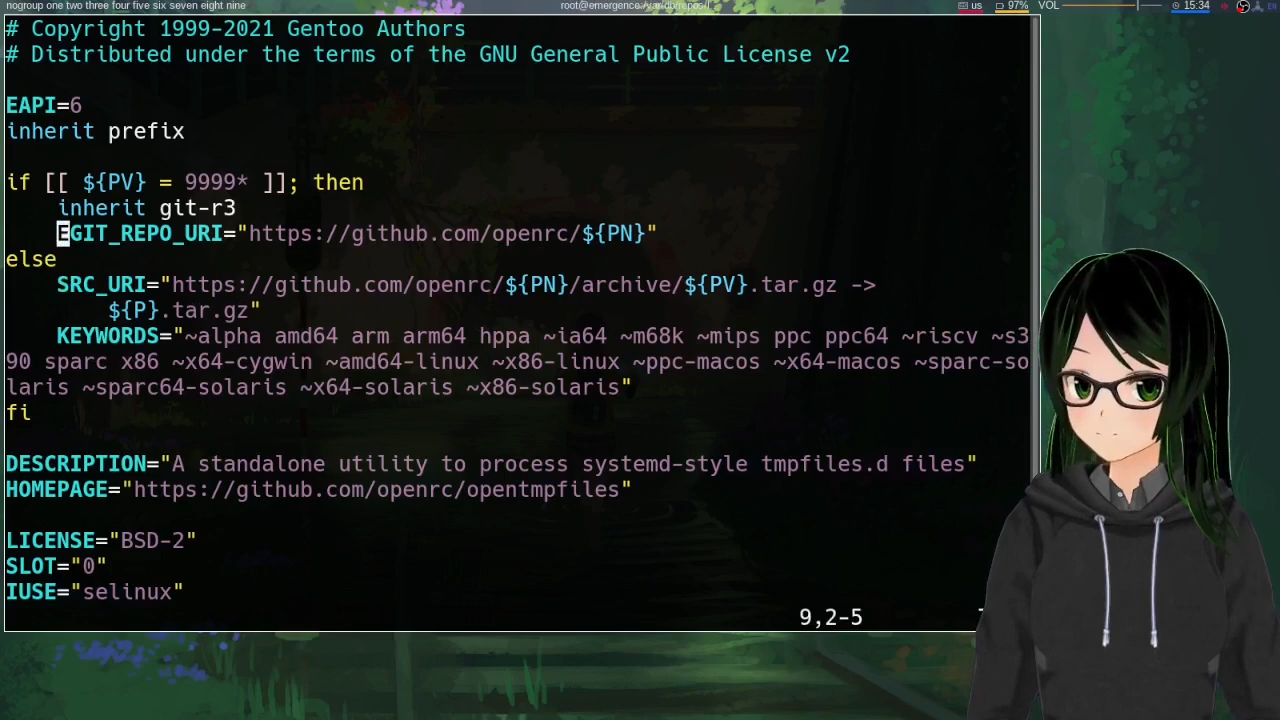 nogroup one two three four five six seven eight nine
root@emergence:/var/db/repos/
us 97% VOL 15:34 EN
# Copyright 1999-2021 Gentoo Authors
# Distributed under the terms of the GNU General Public License v2
EAPI=6
inherit prefix
if [[ ${PV} = 9999* ]]; then
inherit git-r3
EGIT_REPO_URI="https://github.com/openrc/${PN}"
else
SRC_URI="https://github.com/openrc/${PN}/archive/${PV}.tar.gz ->
${P}.tar.gz"
KEYWORDS="~alpha amd64 arm arm64 hppa ~ia64 ~m68k ~mips ppc ppc64 ~riscv ~s3
90 sparc x86 ~x64-cygwin ~amd64-linux ~x86-linux ~ppc-macos ~x64-macos ~sparc-so
laris ~sparc64-solaris ~x64-solaris ~x86-solaris"
fi
DESCRIPTION="A standalone utility to process systemd-style tmpfiles.d files"
HOMEPAGE="https://github.com/openrc/opentmpfiles"
LICENSE="BSD-2"
SLOT="0"
IUSE="selinux"
9,2-5